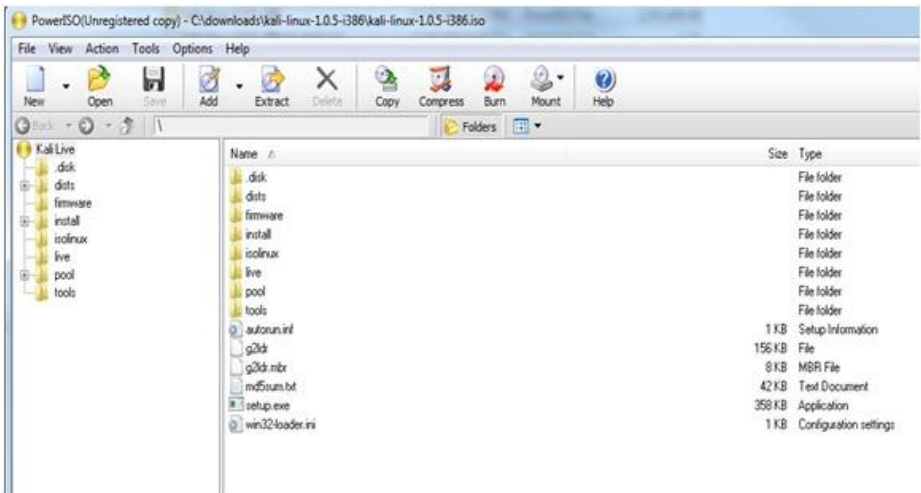 PowerISO(Unregistered copy) - C:\downloads\kali-linux-1.0.5-i386\kali-linux-1.0.5-i386.iso
File View Action Tools Options Help
New Open Save Add Extract Delete Copy Compress Burn Mount Help
Back \ Folders
Kali Live
.disk
dists
firmware
install
isolinux
live
pool
tools
Name Size Type
.disk File folder
dists File folder
firmware File folder
install File folder
isolinux File folder
live File folder
pool File folder
tools File folder
autorun.inf 1 KB Setup Information
g2ldr 156 KB File
g2ldr.mbr 8 KB MBR File
md5sum.txt 42 KB Text Document
setup.exe 358 KB Application
win32-loader.ini 1 KB Configuration settings